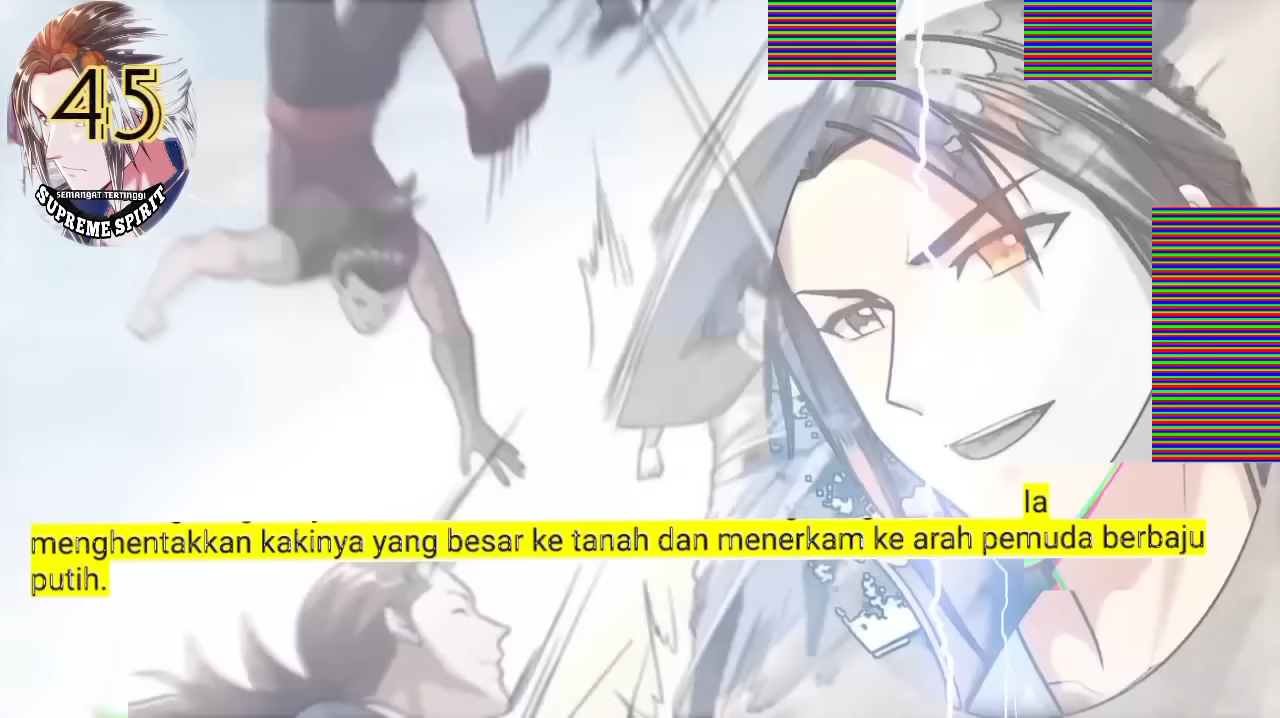 45
SEMANGAT TERTINGGI
SUPREME SPIRIT
Ia
menghentakkan kakinya yang besar ke tanah dan menerkam ke arah pemuda berbaju
putih.